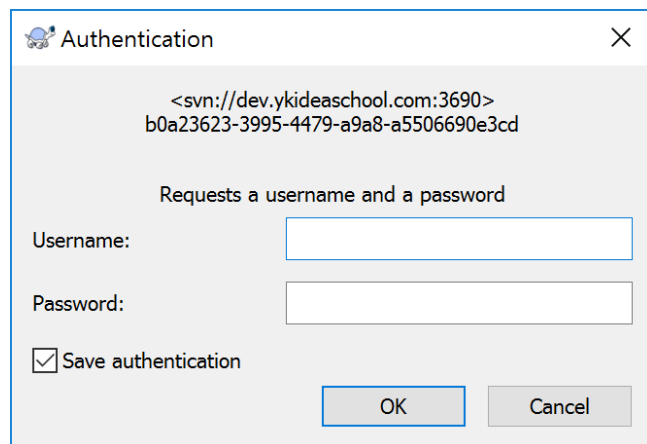 Authentication
<svn://dev.ykideaschool.com:3690>
b0a23623-3995-4479-a9a8-a5506690e3cd
Requests a username and a password
Username:
Password:
Save authentication
OK
Cancel